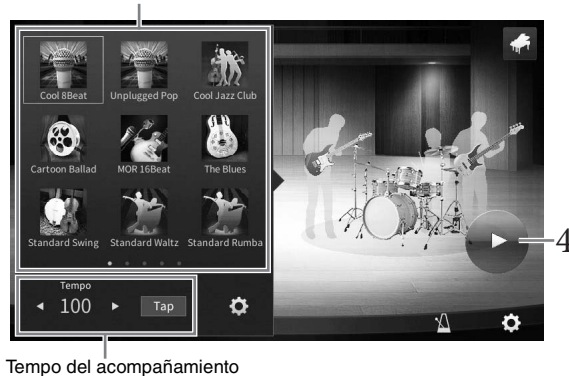 Cool 8Beat Unplugged Pop Cool Jazz Club
Cartoon Ballad MOR 16Beat The Blues
Standard Swing Standard Waltz Standard Rumba
4
Tempo
100 Tap
Tempo del acompañamiento